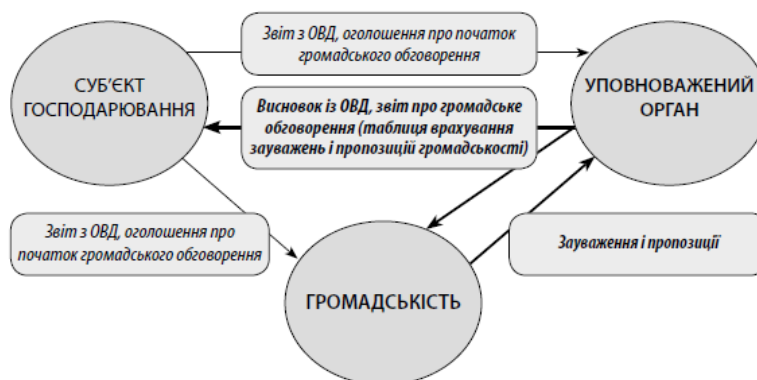 Звіт з ОВД, оголошення про початок
громадського обговорення
СУБ’ЄКТ
ГОСПОДАРЮВАННЯ
УПОВНОВАЖЕНИЙ
ОРГАН
Висновок із ОВД, звіт про громадське
обговорення (таблиця врахування
зауважень і пропозицій громадськості)
Звіт з ОВД, оголошення про
початок громадського обговорення
Зауваження і пропозиції
ГРОМАДСЬКІСТЬ